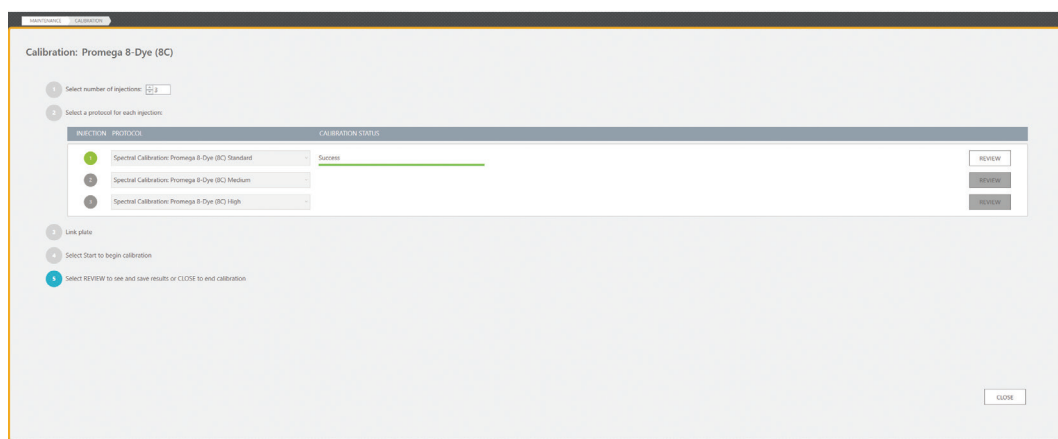 MAINTENANCE CALIBRATION
Calibration: Promega 8-Dye (8C)
1 Select number of injections: 3
2 Select a protocol for each injection:
INJECTION PROTOCOL CALIBRATION STATUS
1 Spectral Calibration: Promega 8-Dye (8C) Standard Success REVIEW
2 Spectral Calibration: Promega 8-Dye (8C) Medium REVIEW
3 Spectral Calibration: Promega 8-Dye (8C) High REVIEW
3 Link plate
4 Select Start to begin calibration
5 Select REVIEW to see and save results or CLOSE to end calibration
CLOSE